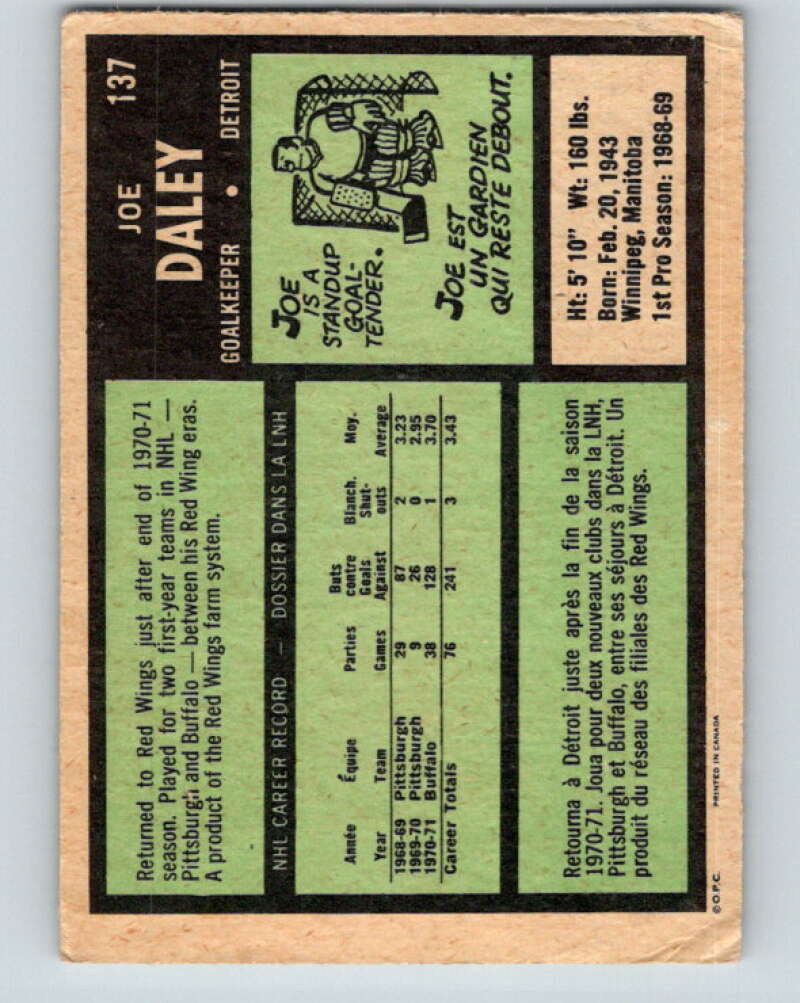 137
JOE
DALEY
GOALKEEPER • DETROIT
Returned to Red Wings just after end of 1970-71
season. Played for two first-year teams in NHL —
Pittsburgh and Buffalo — between his Red Wing eras.
A product of the Red Wings farm system.
JOE
IS A
STANDUP
GOAL-
TENDER.
JOE EST
UN GARDIEN
QUI RESTE DEBOUT.
NHL CAREER RECORD — DOSSIER DANS LA LNH
Année Équipe Parties Buts contre Blanch. Moy.
Year Team Games Goals Against Shut-outs Average
1968-69 Pittsburgh 29 87 2 3.23
1969-70 Pittsburgh 9 26 0 2.95
1970-71 Buffalo 38 128 1 3.70
Career Totals 76 241 3 3.43
Retourna à Détroit juste après la fin de la saison
1970-71. Joua pour deux nouveaux clubs dans la LNH,
Pittsburgh et Buffalo, entre ses séjours à Détroit. Un
produit du réseau des filiales des Red Wings.
Ht: 5' 10" Wt: 160 lbs.
Born: Feb. 20, 1943
Winnipeg, Manitoba
1st Pro Season: 1968-69
© O.P.C. PRINTED IN CANADA